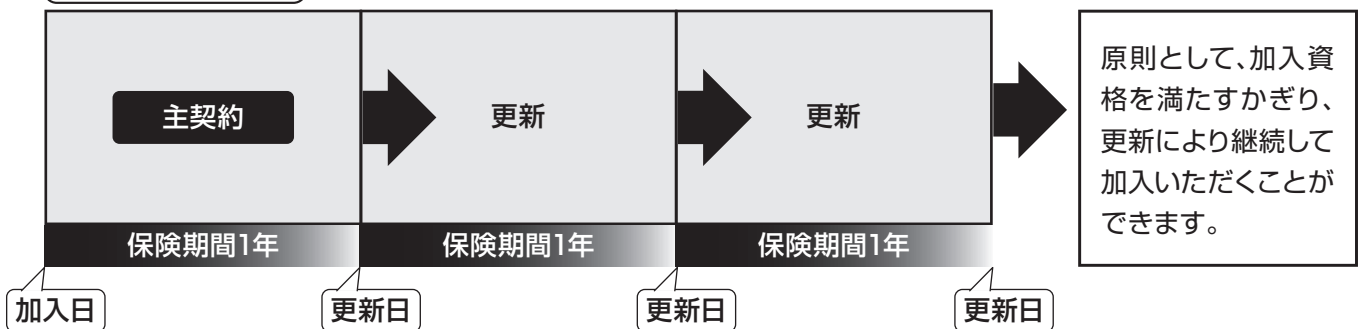 主契約
更新
更新
保険期間1年
保険期間1年
保険期間1年
加入日
更新日
更新日
更新日
原則として、加入資
格を満たすかぎり、
更新により継続して
加入いただくことが
できます。